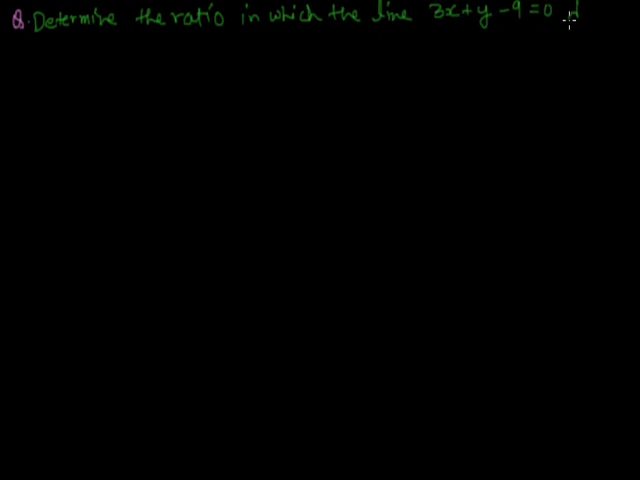 Q. Determine the ratio in which the line 3x+y-9=0 d